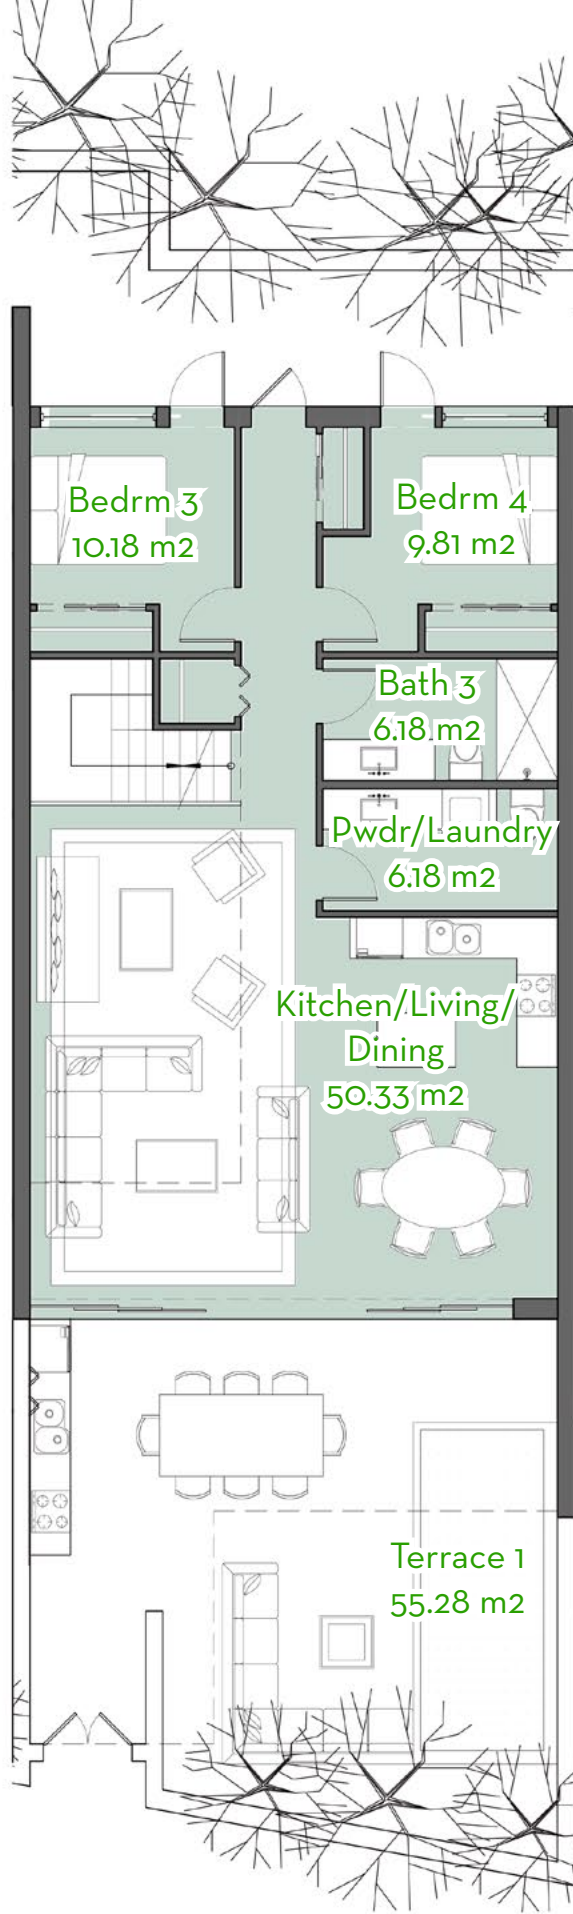 Bedrm 3
10.18 m2
Bedrm 4
9.81 m2
Bath 3
6.18 m2
Pwdr/Laundry
6.18 m2
Kitchen/Living/
Dining
50.33 m2
Terrace 1
55.28 m2